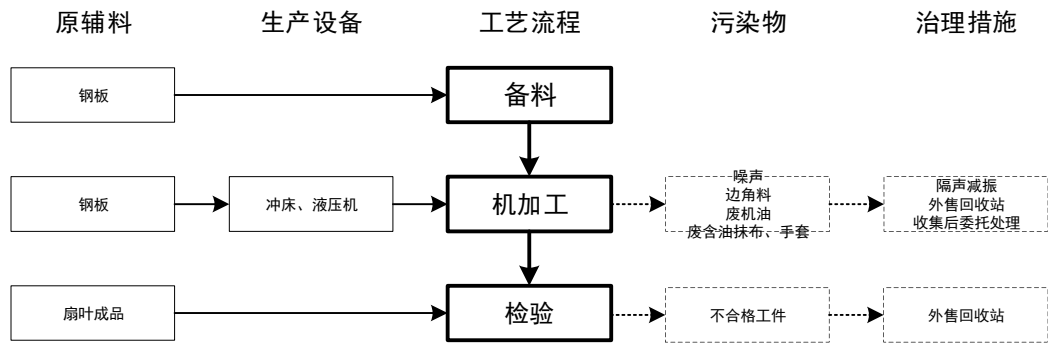 原辅料
生产设备
工艺流程
污染物
治理措施
钢板
备料
钢板
冲床、液压机
机加工
噪声
边角料
废机油
废含油抹布、手套
隔声减振
外售回收站
收集后委托处理
扇叶成品
检验
不合格工件
外售回收站